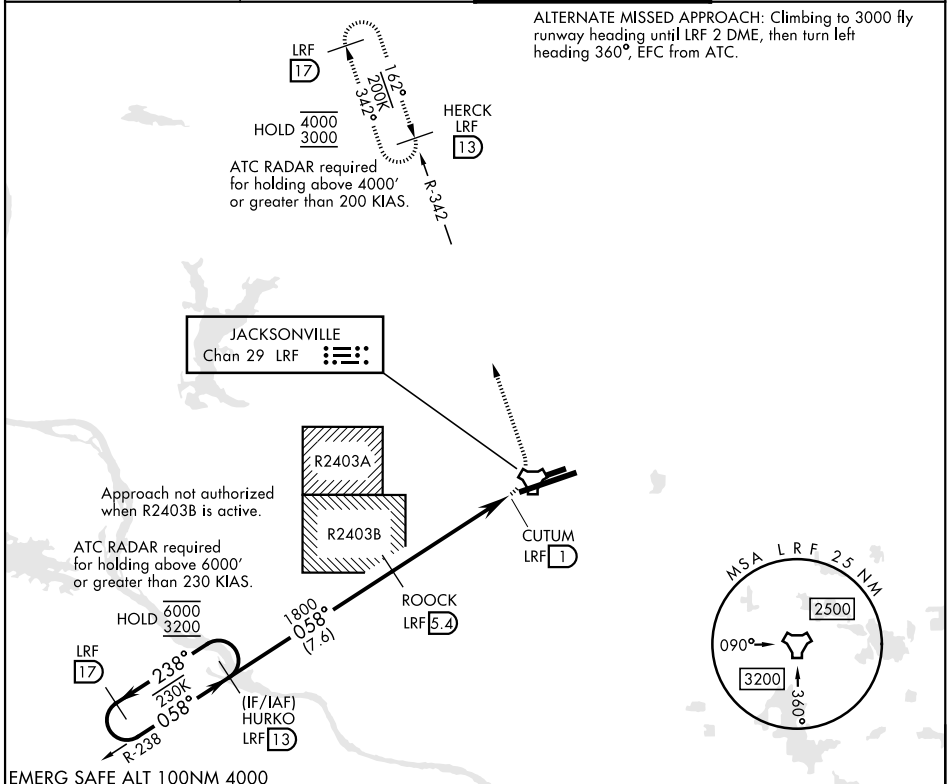 ALTERNATE MISSED APPROACH: Climbing to 3000 fly
runway heading until LRF 2 DME, then turn left
heading 360°, EFC from ATC.
LRF
17
162°
200K
342°
HERCK
LRF
13
HOLD 4000
3000
ATC RADAR required
for holding above 4000'
or greater than 200 KIAS.
R-342
JACKSONVILLE
Chan 29 LRF
R2403A
Approach not authorized
when R2403B is active.
R2403B
CUTUM
LRF 1
ATC RADAR required
for holding above 6000'
or greater than 230 KIAS.
HOLD 6000
3200
ROOCK
LRF 5.4
1800
058°
(7.6)
LRF
17
238°
230K
058°
R-238
(IF/IAF)
HURKO
LRF 13
MSA LRF 25 NM
2500
090°
3200
360°
EMERG SAFE ALT 100NM 4000